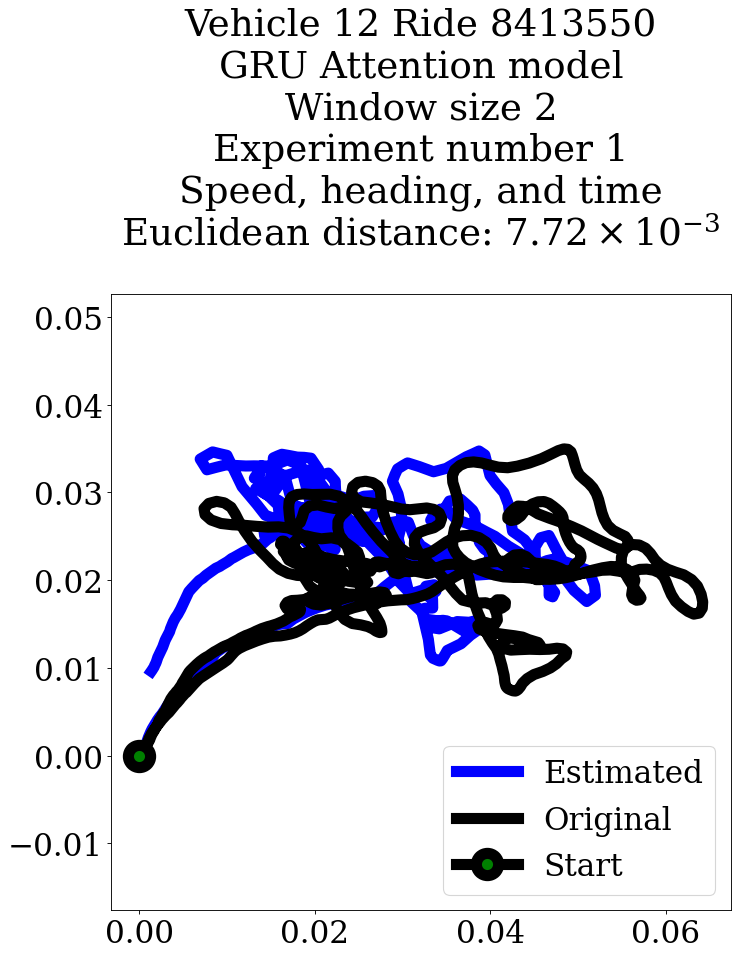 Vehicle 12 Ride 8413550
GRU Attention model
Window size 2
Experiment number 1
Speed, heading, and time
Euclidean distance: 7.72 × 10⁻³
0.05
0.04
0.03
0.02
0.01
0.00
−0.01
0.00 0.02 0.04 0.06
Estimated
Original
Start